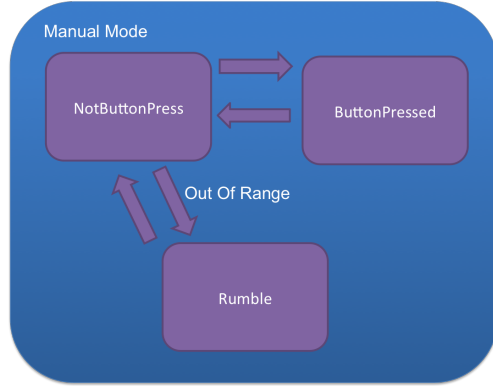 Manual Mode
NotButtonPress
ButtonPressed
Out Of Range
Rumble